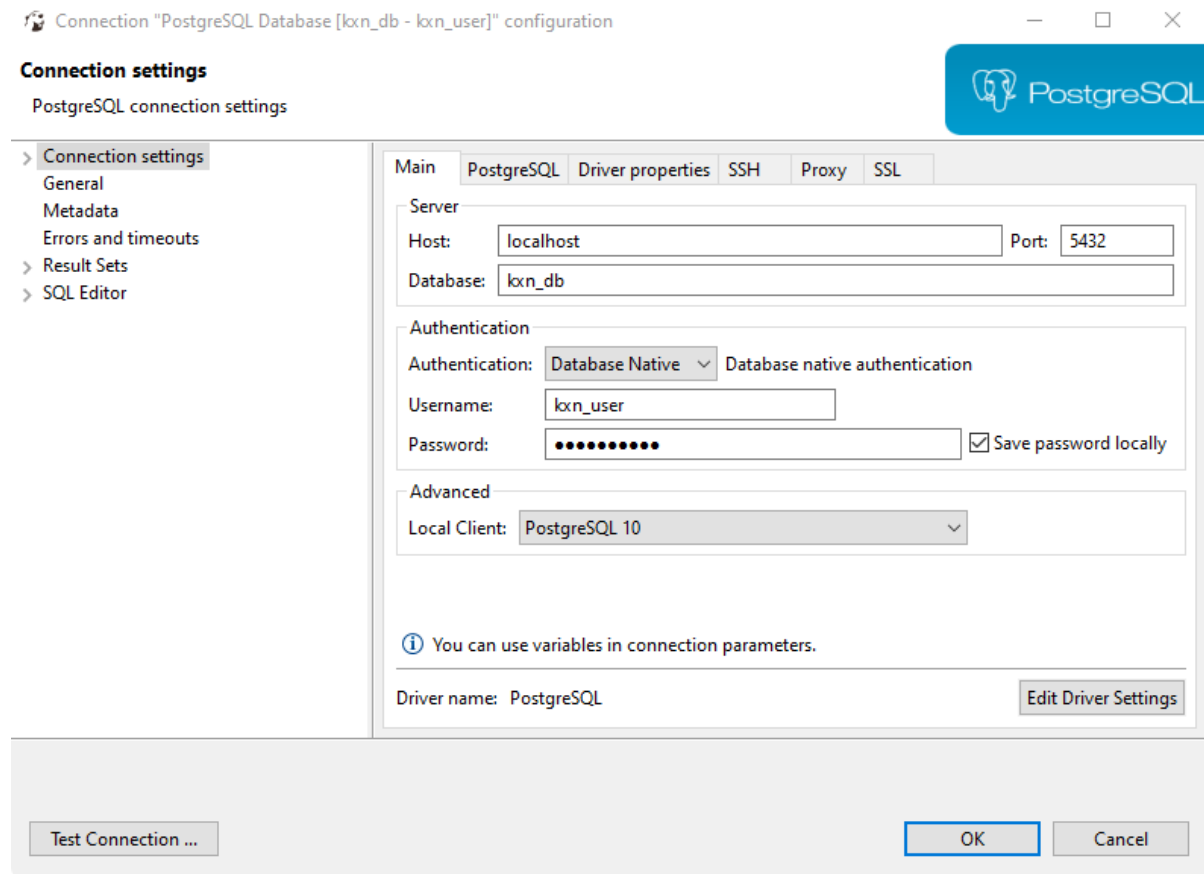 Connection "PostgreSQL Database [kxn_db - kxn_user]" configuration
Connection settings
PostgreSQL connection settings
PostgreSQL
Connection settings
General
Metadata
Errors and timeouts
Result Sets
SQL Editor
Main PostgreSQL Driver properties SSH Proxy SSL
Server
Host: localhost Port: 5432
Database: kxn_db
Authentication
Authentication: Database Native Database native authentication
Username: kxn_user
Password: •••••••••• Save password locally
Advanced
Local Client: PostgreSQL 10
You can use variables in connection parameters.
Driver name: PostgreSQL Edit Driver Settings
Test Connection ... OK Cancel